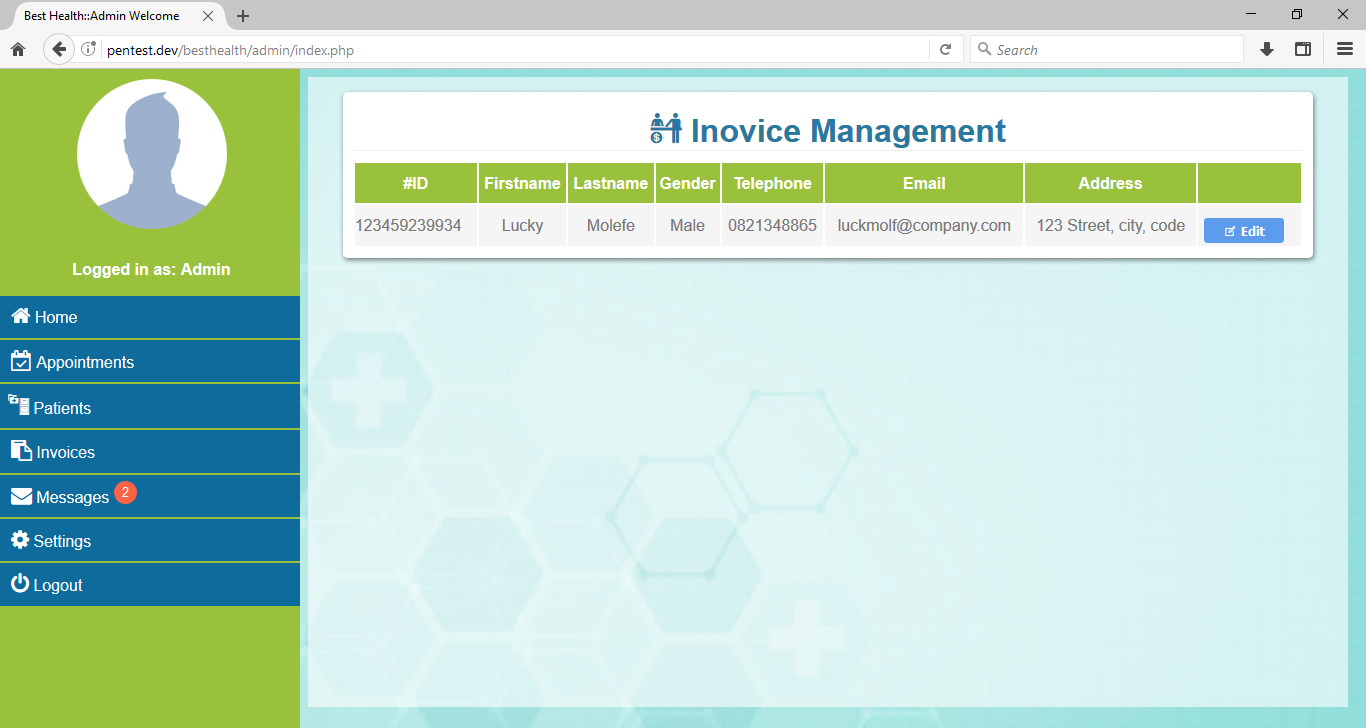 Best Health::Admin Welcome
pentest.dev/besthealth/admin/index.php
Search
Logged in as: Admin
Home
Appointments
Patients
Invoices
Messages 2
Settings
Logout
$ Inovice Management
#ID Firstname Lastname Gender Telephone Email Address
123459239934 Lucky Molefe Male 0821348865 luckmolf@company.com 123 Street, city, code Edit